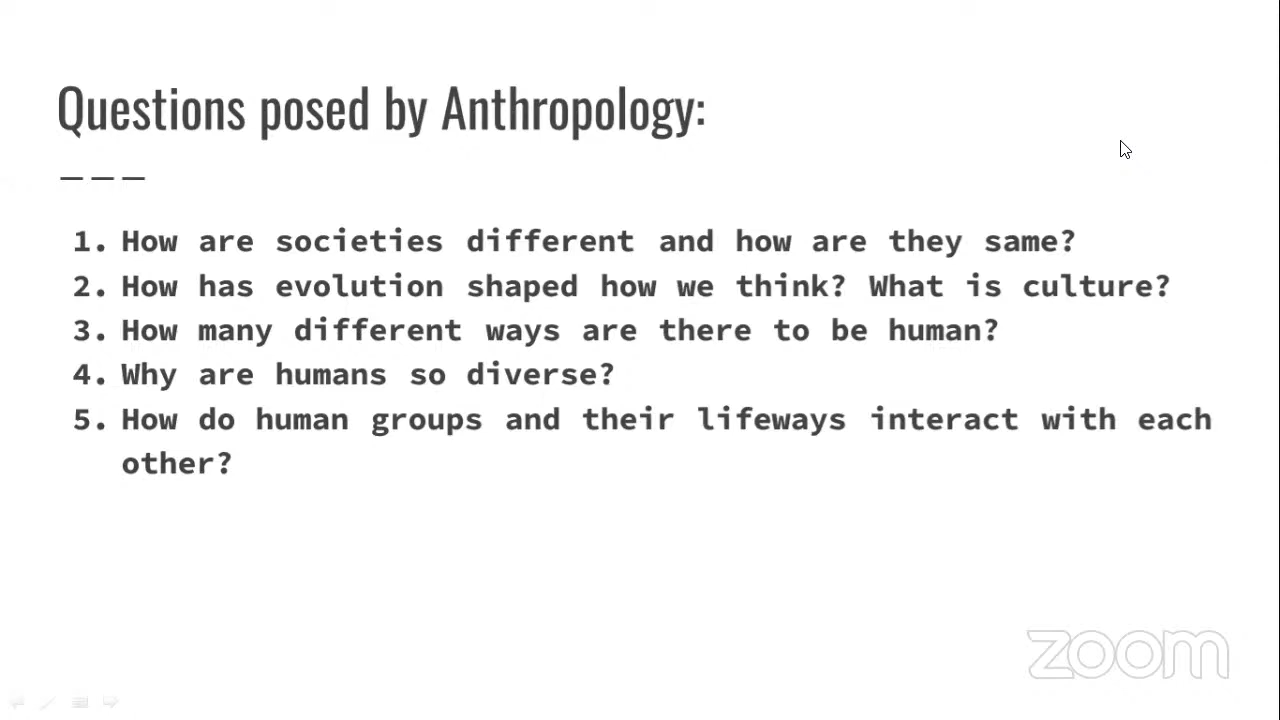 Questions posed by Anthropology:
1. How are societies different and how are they same?
2. How has evolution shaped how we think? What is culture?
3. How many different ways are there to be human?
4. Why are humans so diverse?
5. How do human groups and their lifeways interact with each
other?
zoom